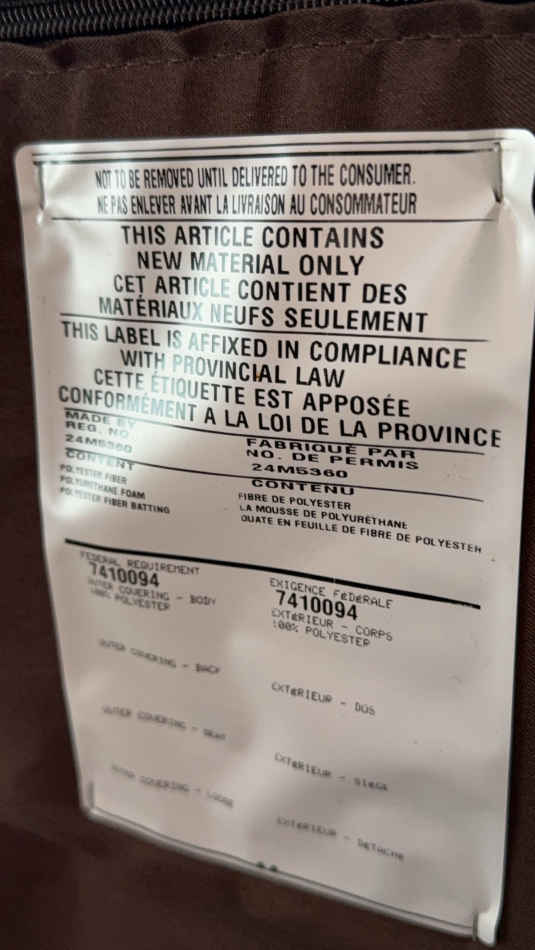 NOT TO BE REMOVED UNTIL DELIVERED TO THE CONSUMER.
NE PAS ENLEVER AVANT LA LIVRAISON AU CONSOMMATEUR
THIS ARTICLE CONTAINS
NEW MATERIAL ONLY
CET ARTICLE CONTIENT DES
MATÉRIAUX NEUFS SEULEMENT
THIS LABEL IS AFFIXED IN COMPLIANCE
WITH PROVINCIAL LAW
CETTE ÉTIQUETTE EST APPOSÉE
CONFORMÉMENT A LA LOI DE LA PROVINCE
MADE BY
REG. NO
24M5360
CONTENT
POLYESTER FIBER
POLYURETHANE FOAM
POLYESTER FIBER BATTING
FABRIQUÉ PAR
NO. DE PERMIS
24M5360
CONTENU
FIBRE DE POLYESTER
LA MOUSSE DE POLYURÉTHANE
OUATE EN FEUILLE DE FIBRE DE POLYESTER
FEDERAL REQUIREMENT
7410094
OUTER COVERING - BODY
100% POLYESTER
OUTER COVERING - BACK
OUTER COVERING - SEAT
OUTER COVERING - LOOSE
EXIGENCE FéDéRALE
7410094
EXTéRIEUR - CORPS
100% POLYESTER
EXTéRIEUR - DOS
EXTéRIEUR - SIèGE
EXTéRIEUR - DéTACHé